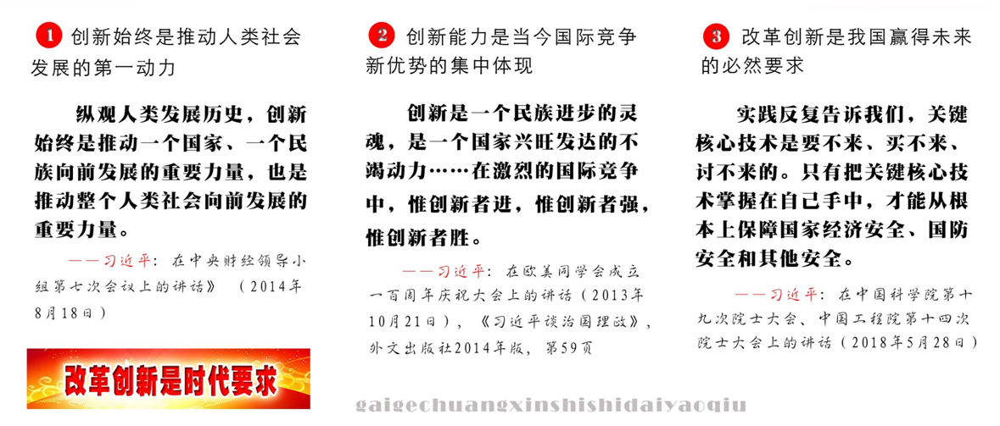 1 创新始终是推动人类社会
发展的第一动力
纵观人类发展历史，创新
始终是推动一个国家、一个民
族向前发展的重要力量，也是
推动整个人类社会向前发展的
重要力量。
——习近平：在中央财经领导小
组第七次会议上的讲话》（2014年
8月18日）
改革创新是时代要求
2 创新能力是当今国际竞争
新优势的集中体现
创新是一个民族进步的灵
魂，是一个国家兴旺发达的不
竭动力……在激烈的国际竞争
中，惟创新者进，惟创新者强，
惟创新者胜。
——习近平：在欧美同学会成立
一百周年庆祝大会上的讲话（2013年
10月21日），《习近平谈治国理政》，
外文出版社2014年版，第59页
3 改革创新是我国赢得未来
的必然要求
实践反复告诉我们，关键
核心技术是要不来、买不来、
讨不来的。只有把关键核心技
术掌握在自己手中，才能从根
本上保障国家经济安全、国防
安全和其他安全。
——习近平：在中国科学院第十
九次院士大会、中国工程院第十四次
院士大会上的讲话（2018年5月28日）
gaigechuangxinshishidaiyaoqiu